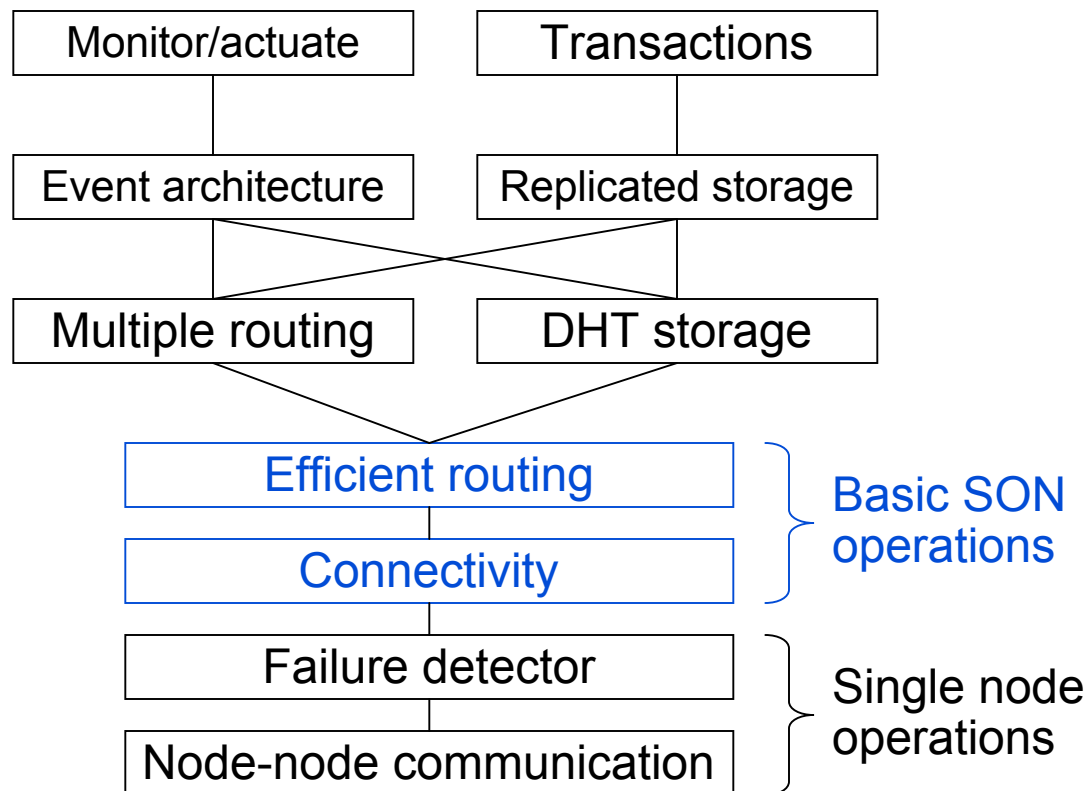 Monitor/actuate
Transactions
Event architecture
Replicated storage
Multiple routing
DHT storage
Efficient routing
Connectivity
Basic SON
operations
Failure detector
Node-node communication
Single node
operations